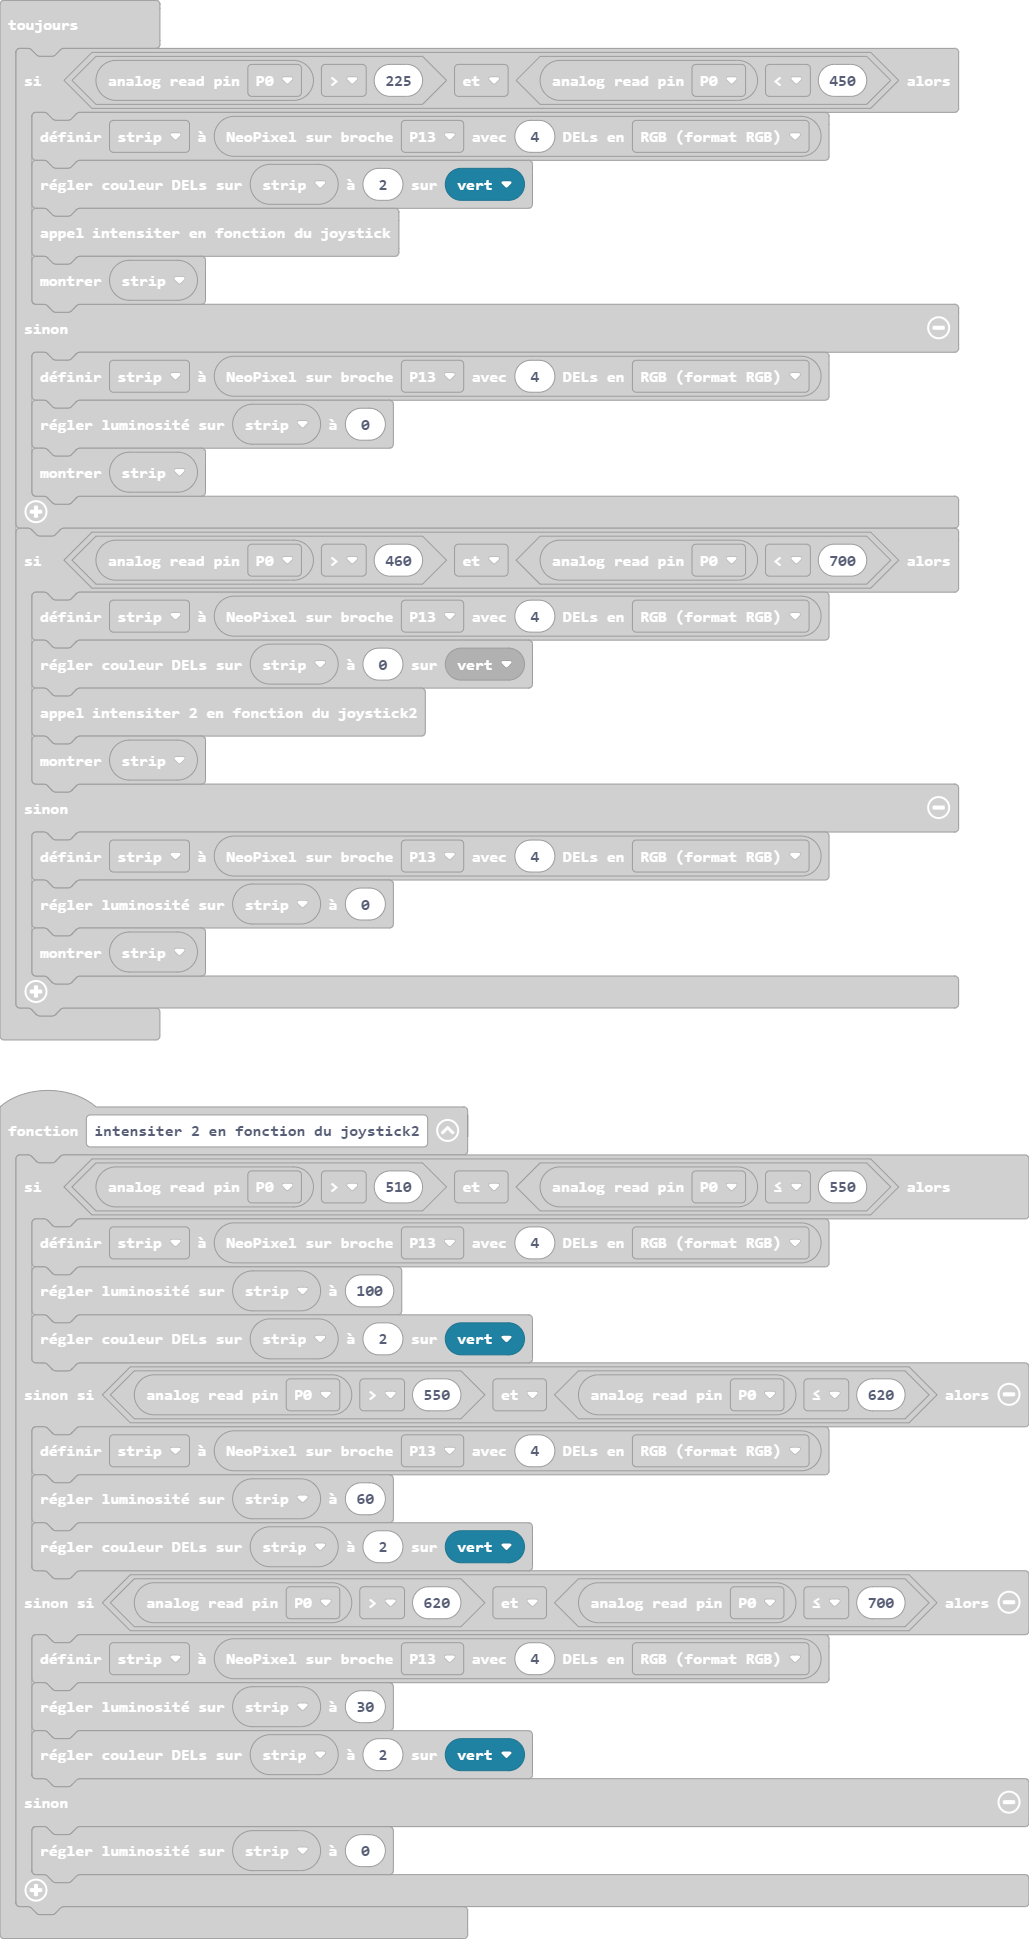 toujours
si analog read pin P0 > 225 et analog read pin P0 < 450 alors
définir strip à NeoPixel sur broche P13 avec 4 DELs en RGB (format RGB)
régler couleur DELs sur strip à 2 sur vert
appel intensiter en fonction du joystick
montrer strip
sinon
définir strip à NeoPixel sur broche P13 avec 4 DELs en RGB (format RGB)
régler luminosité sur strip à 0
montrer strip
si analog read pin P0 > 460 et analog read pin P0 < 700 alors
définir strip à NeoPixel sur broche P13 avec 4 DELs en RGB (format RGB)
régler couleur DELs sur strip à 0 sur vert
appel intensiter 2 en fonction du joystick2
montrer strip
sinon
définir strip à NeoPixel sur broche P13 avec 4 DELs en RGB (format RGB)
régler luminosité sur strip à 0
montrer strip
fonction intensiter 2 en fonction du joystick2
si analog read pin P0 > 510 et analog read pin P0 ≤ 550 alors
définir strip à NeoPixel sur broche P13 avec 4 DELs en RGB (format RGB)
régler luminosité sur strip à 100
régler couleur DELs sur strip à 2 sur vert
sinon si analog read pin P0 > 550 et analog read pin P0 ≤ 620 alors
définir strip à NeoPixel sur broche P13 avec 4 DELs en RGB (format RGB)
régler luminosité sur strip à 60
régler couleur DELs sur strip à 2 sur vert
sinon si analog read pin P0 > 620 et analog read pin P0 ≤ 700 alors
définir strip à NeoPixel sur broche P13 avec 4 DELs en RGB (format RGB)
régler luminosité sur strip à 30
régler couleur DELs sur strip à 2 sur vert
sinon
régler luminosité sur strip à 0